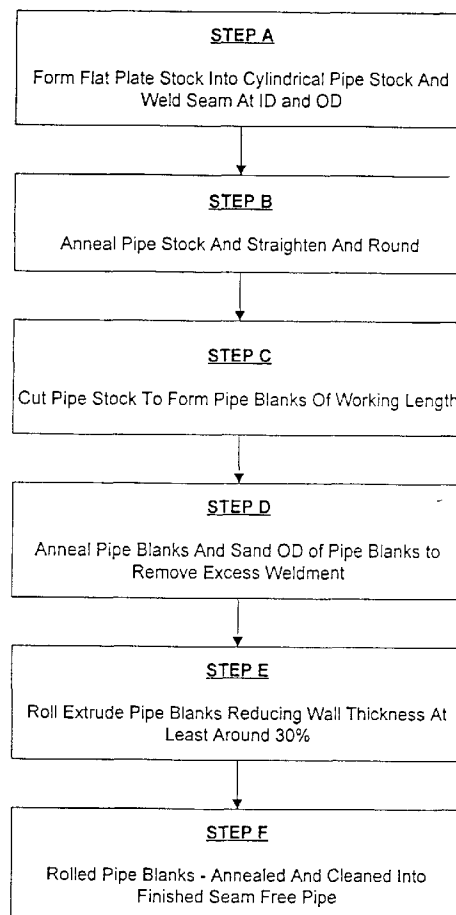 STEP A
Form Flat Plate Stock Into Cylindrical Pipe Stock And
Weld Seam At ID and OD
STEP B
Anneal Pipe Stock And Straighten And Round
STEP C
Cut Pipe Stock To Form Pipe Blanks Of Working Length
STEP D
Anneal Pipe Blanks And Sand OD of Pipe Blanks to
Remove Excess Weldment
STEP E
Roll Extrude Pipe Blanks Reducing Wall Thickness At
Least Around 30%
STEP F
Rolled Pipe Blanks - Annealed And Cleaned Into
Finished Seam Free Pipe